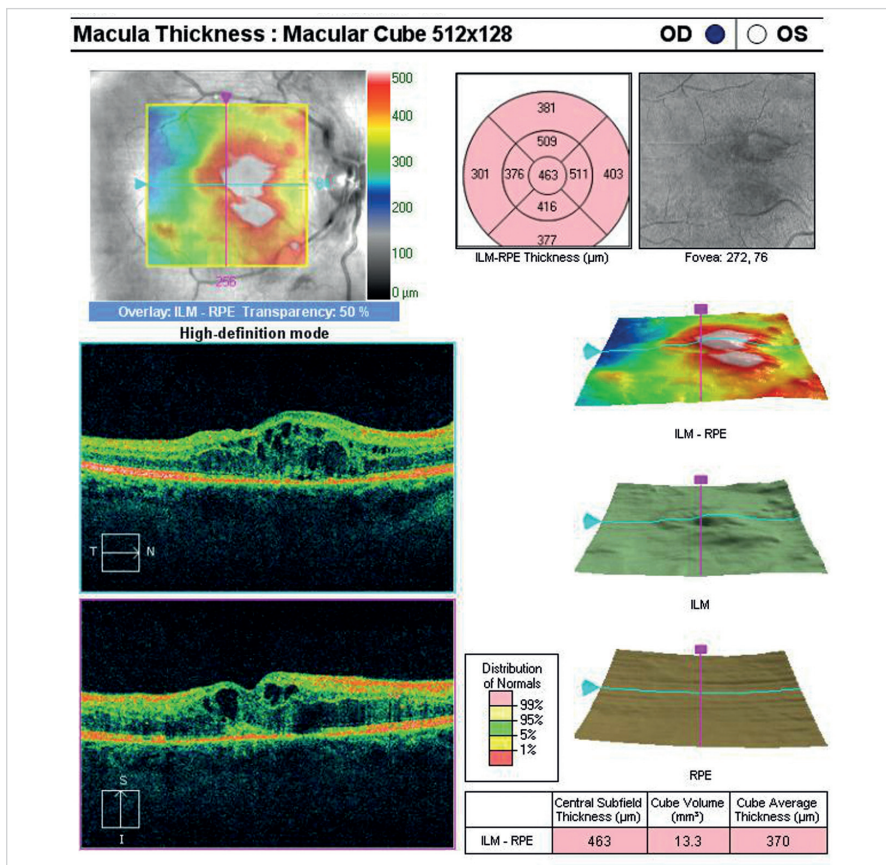 Macula Thickness : Macular Cube 512x128 OD OS
500
400
300
200
100
0 µm
256
Overlay: ILM - RPE Transparency: 50 %
381
509
301 376 463 511 403
416
377
ILM-RPE Thickness (µm)
Fovea: 272, 76
High-definition mode
T N
S
I
ILM - RPE
ILM
RPE
Distribution
of Normals
99%
95%
5%
1%
Central Subfield Thickness (µm) Cube Volume (mm³) Cube Average Thickness (µm)
ILM - RPE 463 13.3 370